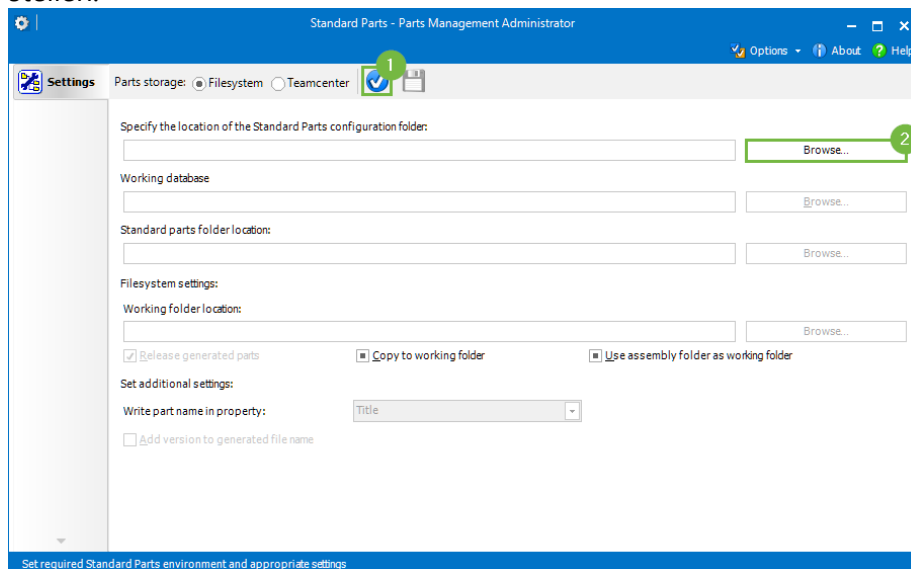 stellen.
Standard Parts - Parts Management Administrator
Options About Help
Settings Parts storage: Filesystem Teamcenter 1
Specify the location of the Standard Parts configuration folder:
Browse... 2
Working database
Browse...
Standard parts folder location:
Browse...
Filesystem settings:
Working folder location:
Browse...
Release generated parts Copy to working folder Use assembly folder as working folder
Set additional settings:
Write part name in property: Title
Add version to generated file name
Set required Standard Parts environment and appropriate settings